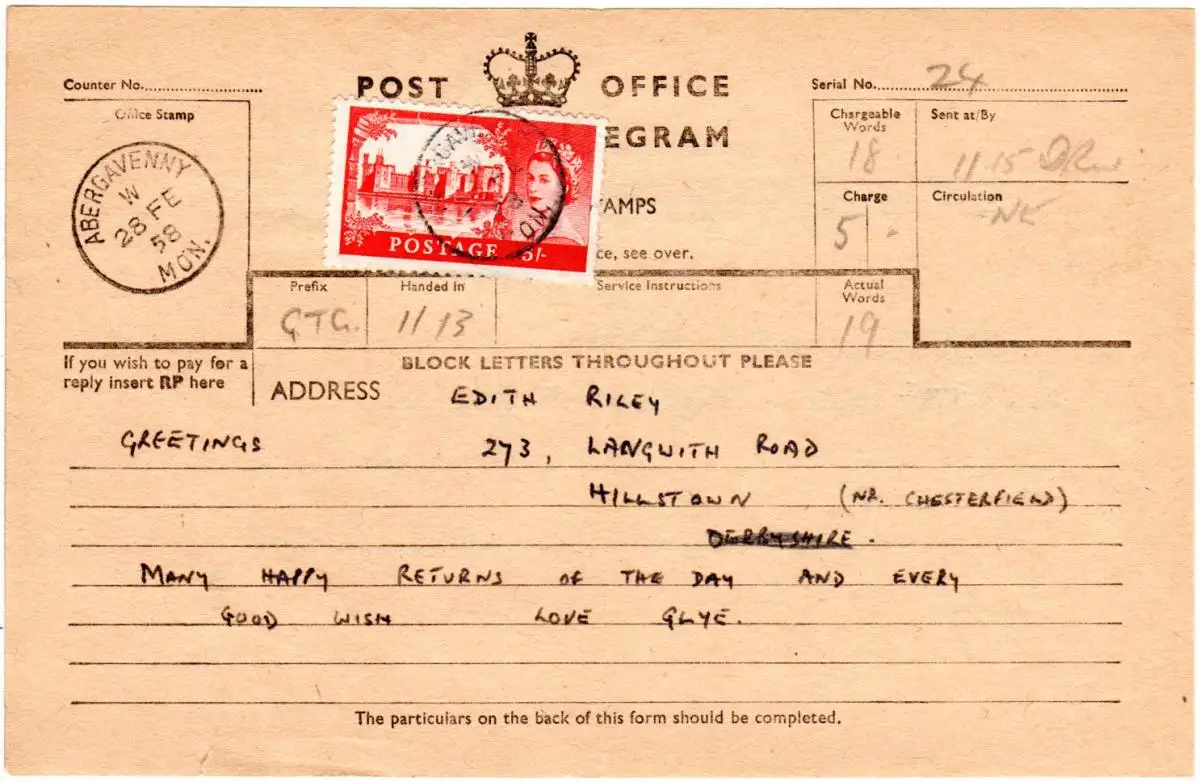 POST OFFICE
Counter No.
Serial No. 24
EGRAM
Office Stamp
ABERGAVENNY
W
28 FE
58
MON.
POSTAGE 5/-
AMPS
ce, see over.
Chargeable Words
18
Sent at/By
11 15
Charge
5/-
Circulation
Prefix
GTG.
Handed in
11/13
Service Instructions
Actual Words
19
If you wish to pay for a
reply insert RP here
BLOCK LETTERS THROUGHOUT PLEASE
ADDRESS EDITH RILEY
GREETINGS 273, LANGWITH ROAD
HILLSTOWN (NR. CHESTERFIELD)
DERBYSHIRE.
MANY HAPPY RETURNS OF THE DAY AND EVERY
GOOD WISH LOVE GLYE.
The particulars on the back of this form should be completed.